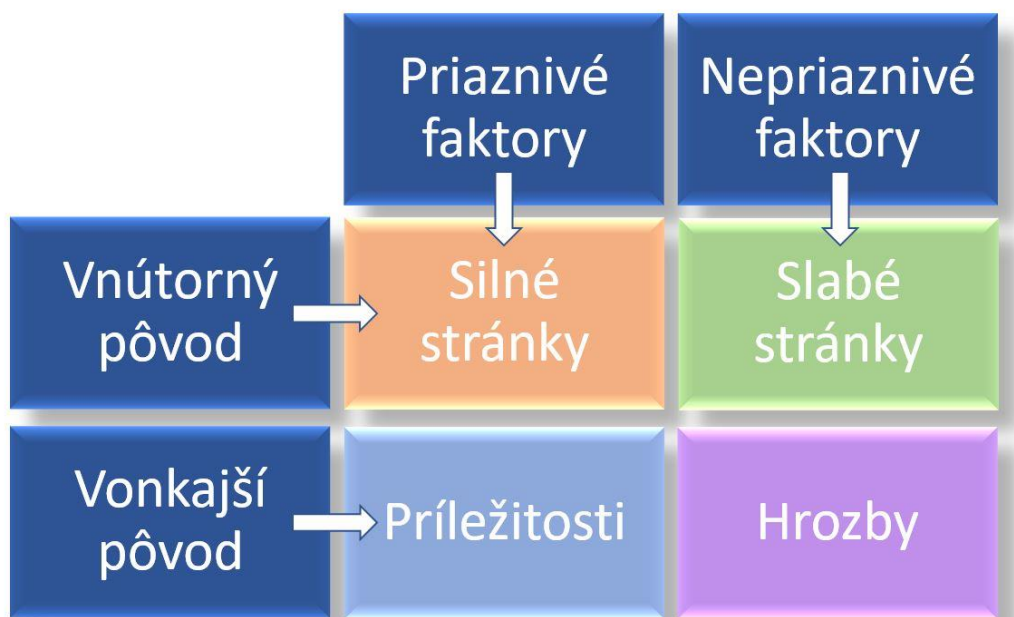 Priaznivé
faktory
Nepriaznivé
faktory
Vnútorný
pôvod
Silné
stránky
Slabé
stránky
Vonkajší
pôvod
Príležitosti
Hrozby